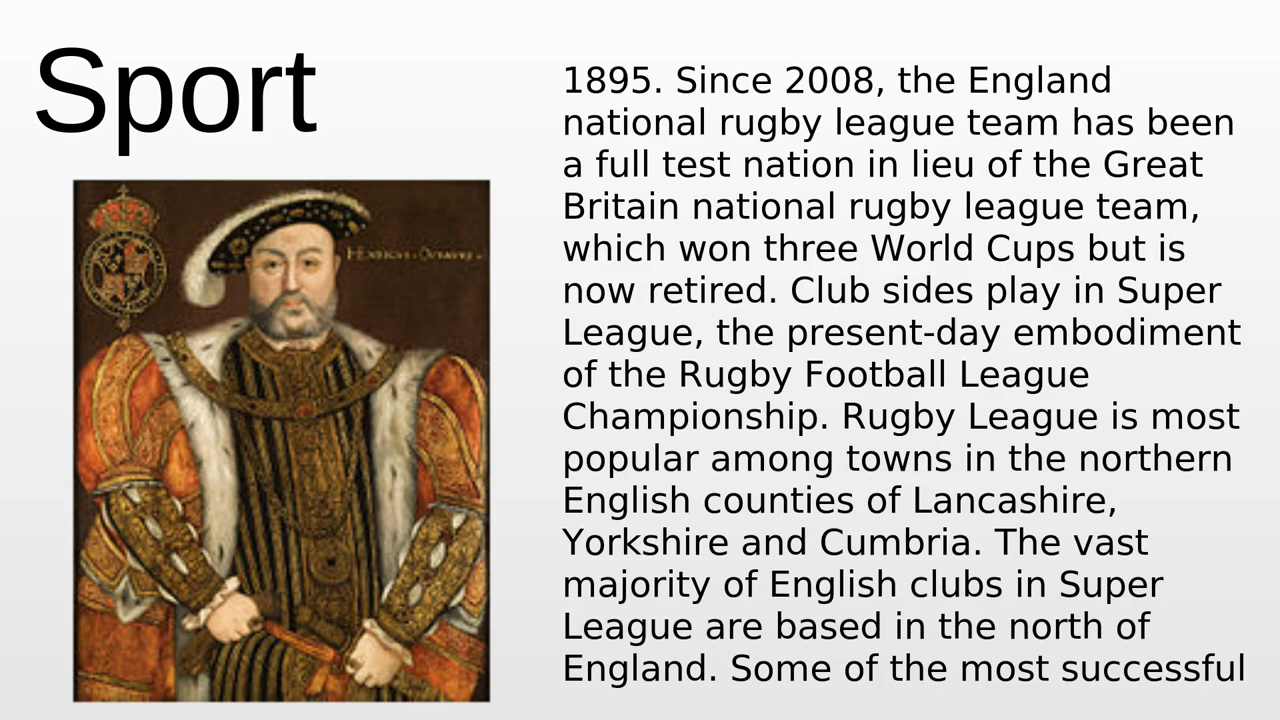 Sport
1895. Since 2008, the England
national rugby league team has been
a full test nation in lieu of the Great
Britain national rugby league team,
which won three World Cups but is
now retired. Club sides play in Super
League, the present-day embodiment
of the Rugby Football League
Championship. Rugby League is most
popular among towns in the northern
English counties of Lancashire,
Yorkshire and Cumbria. The vast
majority of English clubs in Super
League are based in the north of
England. Some of the most successful